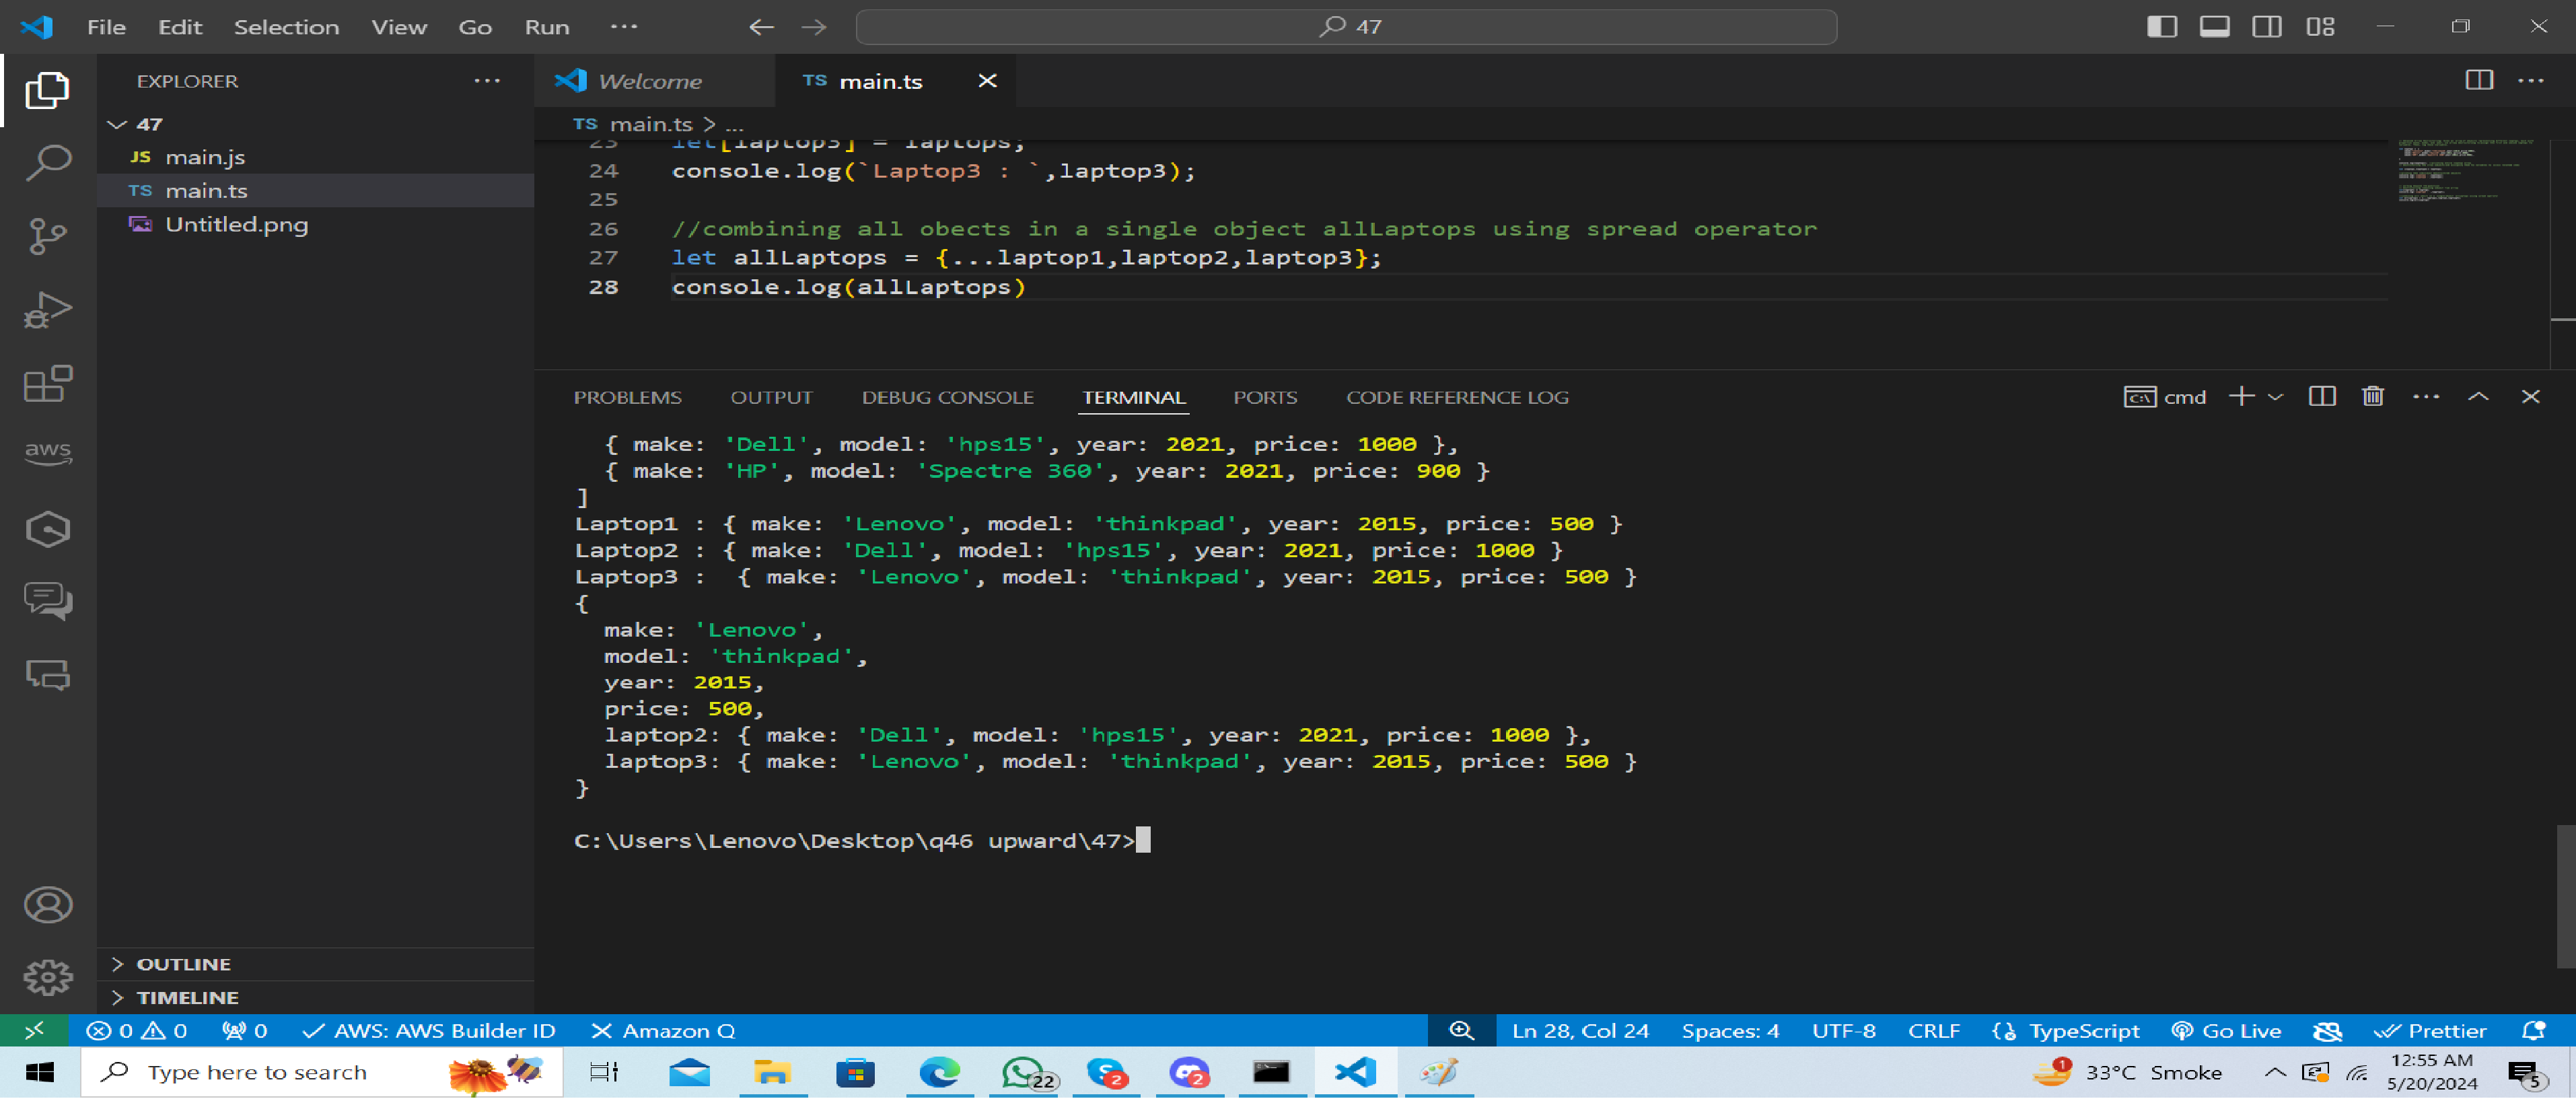 File Edit Selection View Go Run ··· 47
EXPLORER ···
47
JS main.js
TS main.ts
Untitled.png
OUTLINE
TIMELINE
Welcome TS main.ts
TS main.ts > ...
23 let[laptop3] = laptops;
24 console.log(`Laptop3 : `,laptop3);
25
26 //combining all obects in a single object allLaptops using spread operator
27 let allLaptops = {...laptop1,laptop2,laptop3};
28 console.log(allLaptops)
PROBLEMS OUTPUT DEBUG CONSOLE TERMINAL PORTS CODE REFERENCE LOG cmd
{ make: 'Dell', model: 'hps15', year: 2021, price: 1000 },
{ make: 'HP', model: 'Spectre 360', year: 2021, price: 900 }
]
Laptop1 : { make: 'Lenovo', model: 'thinkpad', year: 2015, price: 500 }
Laptop2 : { make: 'Dell', model: 'hps15', year: 2021, price: 1000 }
Laptop3 :  { make: 'Lenovo', model: 'thinkpad', year: 2015, price: 500 }
{
make: 'Lenovo',
model: 'thinkpad',
year: 2015,
price: 500,
laptop2: { make: 'Dell', model: 'hps15', year: 2021, price: 1000 },
laptop3: { make: 'Lenovo', model: 'thinkpad', year: 2015, price: 500 }
}
C:\Users\Lenovo\Desktop\q46 upward\47>
aws
0 0 0 AWS: AWS Builder ID Amazon Q Ln 28, Col 24 Spaces: 4 UTF-8 CRLF TypeScript Go Live Prettier
Type here to search 22 2 2 1 33°C Smoke 12:55 AM 5
5/20/2024